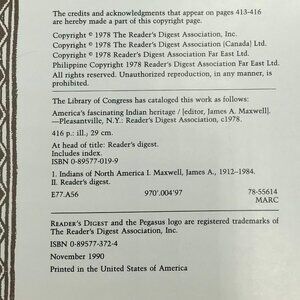 The credits and acknowledgments that appear on pages 413-416
are hereby made a part of this copyright page.
Copyright © 1978 The Reader's Digest Association, Inc.
Copyright © 1978 The Reader's Digest Association (Canada) Ltd.
Copyright © 1978 Reader's Digest Association Far East Ltd.
Philippine Copyright 1978 Reader's Digest Association Far East Ltd.
All rights reserved. Unauthorized reproduction, in any manner, is
prohibited.
The Library of Congress has cataloged this work as follows:
America's fascinating Indian heritage / [editor, James A. Maxwell].
—Pleasantville, N.Y.: Reader's Digest Association, c1978.
416 p.: ill.; 29 cm.
At head of title: Reader's digest.
Includes index.
ISBN 0-89577-019-9
1. Indians of North America I. Maxwell, James A., 1912–1984.
II. Reader's digest.
E77.A56 970'.004'97 78-55614
MARC
READER'S DIGEST and the Pegasus logo are registered trademarks of
The Reader's Digest Association, Inc.
ISBN 0-89577-372-4
November 1990
Printed in the United States of America